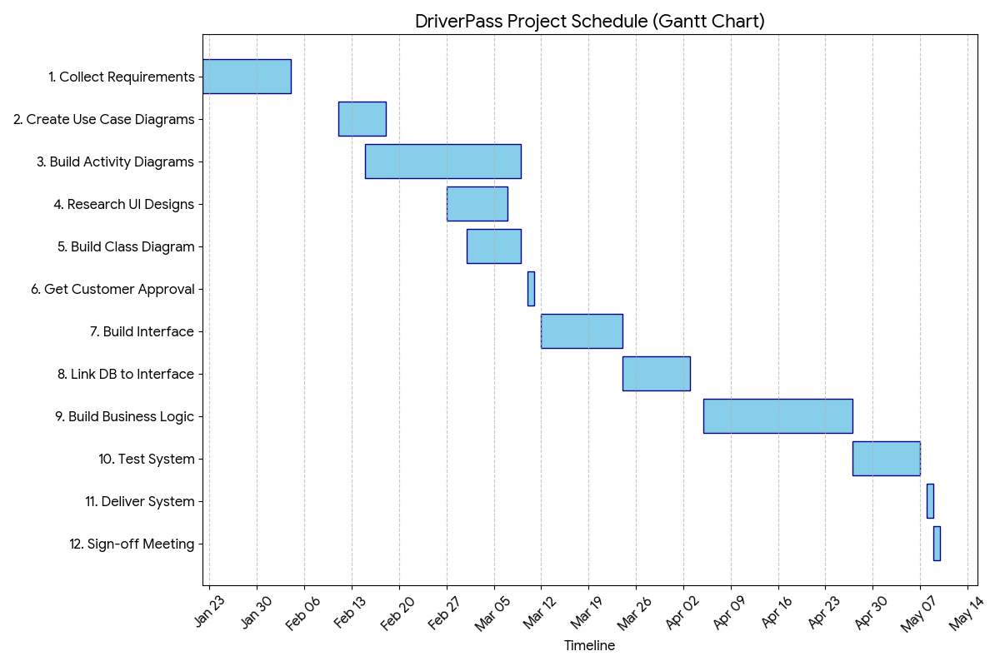 DriverPass Project Schedule (Gantt Chart)
1. Collect Requirements
2. Create Use Case Diagrams
3. Build Activity Diagrams
4. Research UI Designs
5. Build Class Diagram
6. Get Customer Approval
7. Build Interface
8. Link DB to Interface
9. Build Business Logic
10. Test System
11. Deliver System
12. Sign-off Meeting
Jan 23
Jan 30
Feb 06
Feb 13
Feb 20
Feb 27
Mar 05
Mar 12
Mar 19
Mar 26
Apr 02
Apr 09
Apr 16
Apr 23
Apr 30
May 07
May 14
Timeline